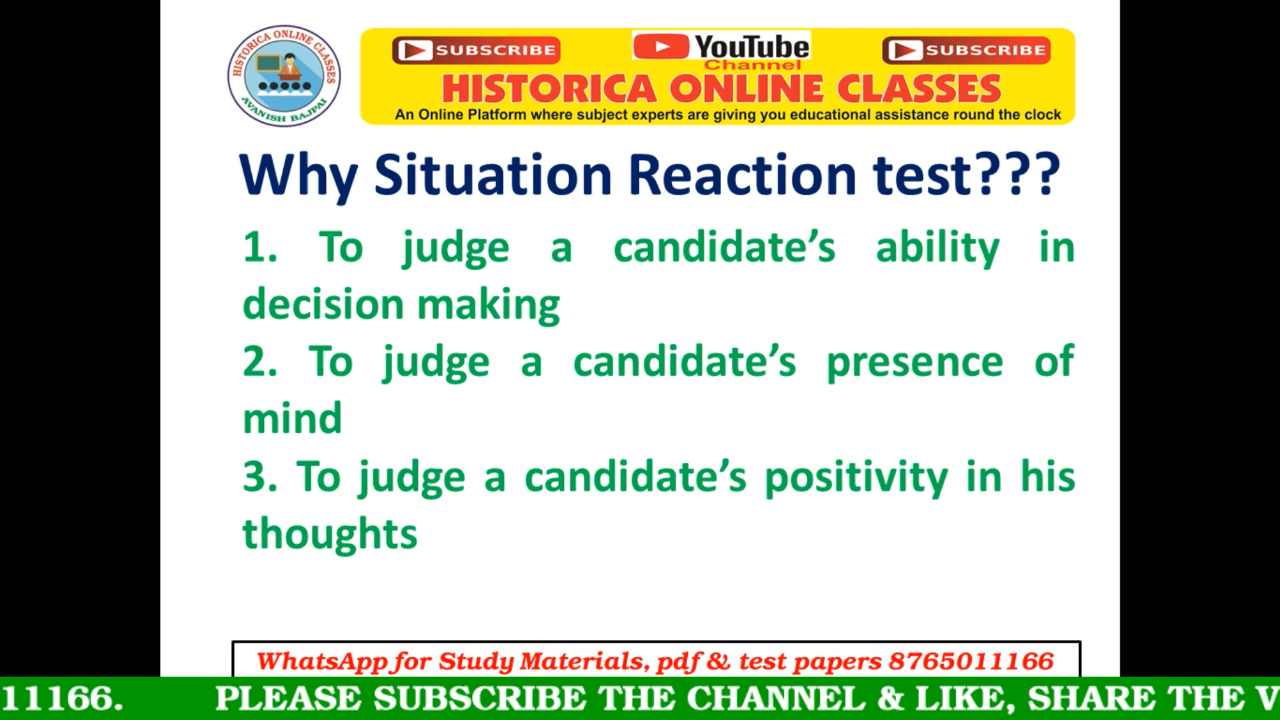 HISTORICA ONLINE CLASSES
AVANISH BAJPAI
SUBSCRIBE
YouTube
Channel
SUBSCRIBE
HISTORICA ONLINE CLASSES
An Online Platform where subject experts are giving you educational assistance round the clock
Why Situation Reaction test???
1. To judge a candidate’s ability in
decision making
2. To judge a candidate’s presence of
mind
3. To judge a candidate’s positivity in his
thoughts
WhatsApp for Study Materials, pdf & test papers 8765011166
11166. PLEASE SUBSCRIBE THE CHANNEL & LIKE, SHARE THE V